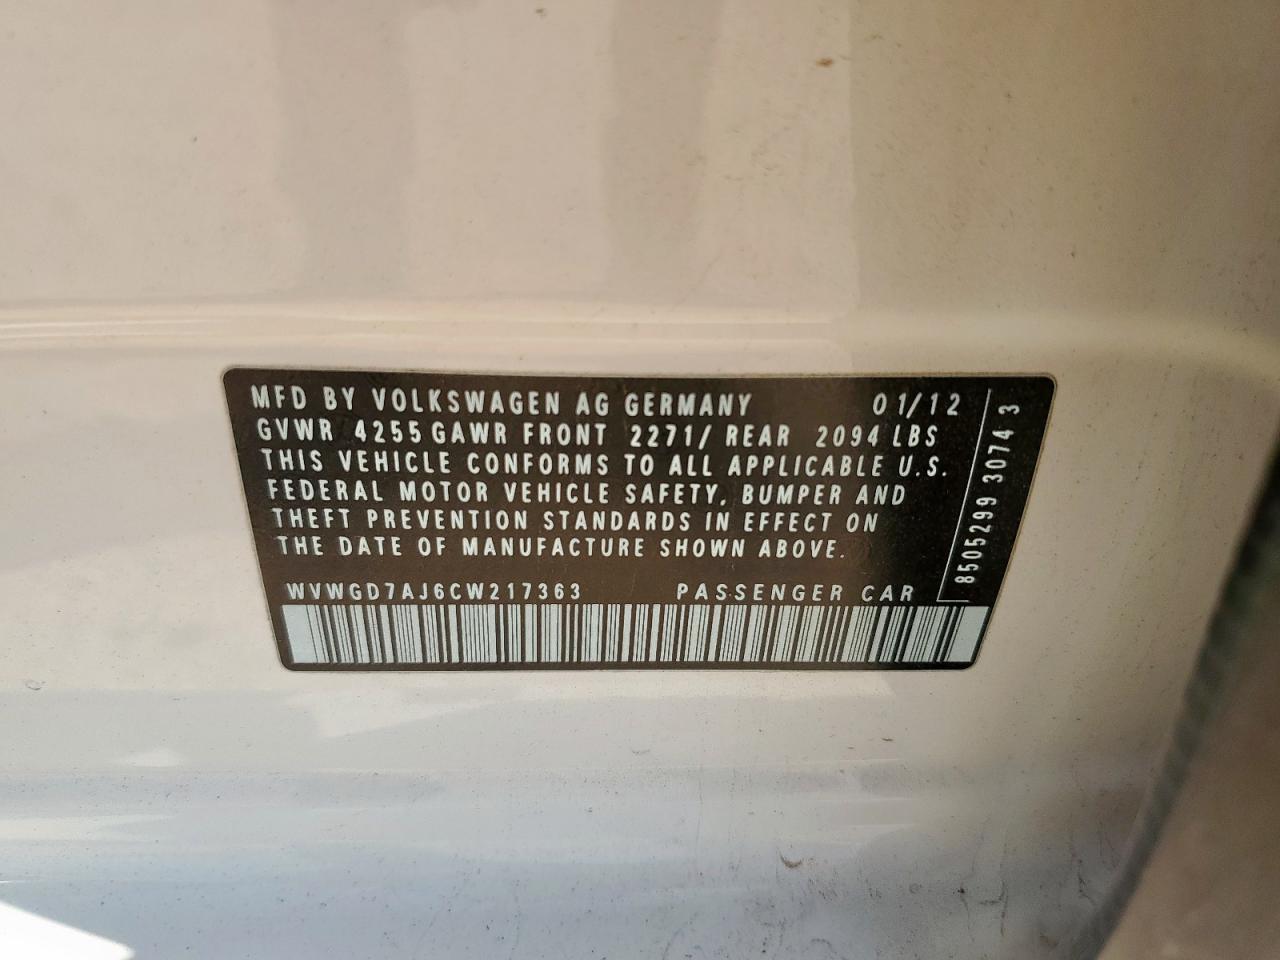 MFD BY VOLKSWAGEN AG GERMANY 01/12
GVWR 4255 GAWR FRONT 2271/ REAR 2094 LBS
THIS VEHICLE CONFORMS TO ALL APPLICABLE U.S.
FEDERAL MOTOR VEHICLE SAFETY, BUMPER AND
THEFT PREVENTION STANDARDS IN EFFECT ON
THE DATE OF MANUFACTURE SHOWN ABOVE.
WVWGD7AJ6CW217363 PASSENGER CAR
8505299 3074 3